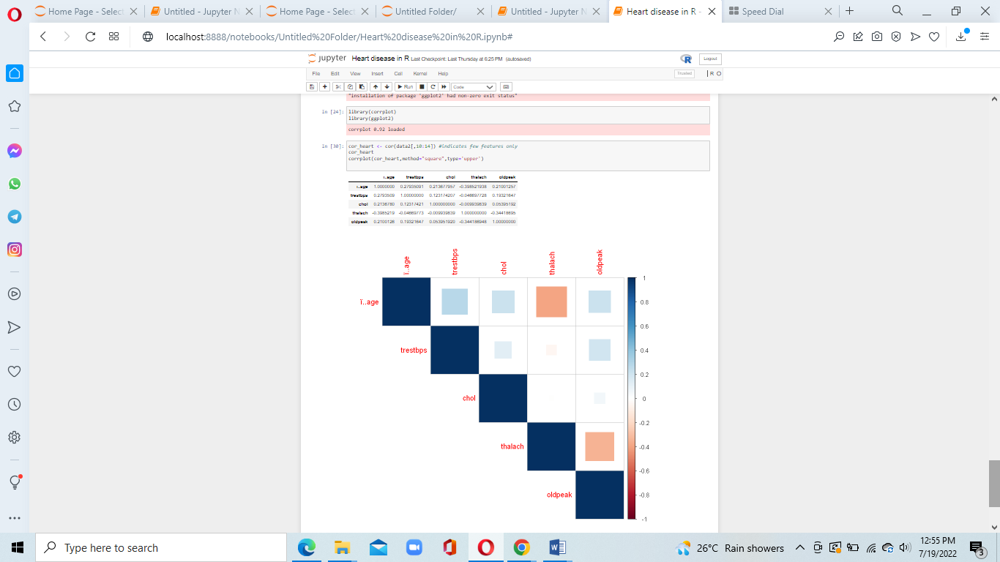 Home Page - Select
Untitled - Jupyter N
Home Page - Select
Untitled Folder/
Untitled - Jupyter N
Heart disease in R -
Speed Dial
localhost:8888/notebooks/Untitled%20Folder/Heart%20disease%20in%20R.ipynb#
jupyter Heart disease in R Last Checkpoint: Last Thursday at 6:25 PM (autosaved)
Logout
File Edit View Insert Cell Kernel Help
Trusted
R
Run
Code
"installation of package 'ggplot2' had non-zero exit status"
In [24]: library(corrplot)
library(ggplot2)
corrplot 0.92 loaded
In [30]: cor_heart <- cor(data2[,10:14]) #indicates few features only
cor_heart
corrplot(cor_heart,method="square",type='upper')
ï..age trestbps chol thalach oldpeak
ï..age 1.0000000 0.27935091 0.213677957 -0.398521938 0.21001257
trestbps 0.2793509 1.00000000 0.123174207 -0.046697728 0.19321647
chol 0.2136780 0.12317421 1.000000000 -0.009939839 0.05395192
thalach -0.3985219 -0.04669773 -0.009939839 1.000000000 -0.34418695
oldpeak 0.2100126 0.19321647 0.053951920 -0.344186948 1.00000000
ï..age
trestbps
chol
thalach
oldpeak
ï..age
trestbps
chol
thalach
oldpeak
1
0.8
0.6
0.4
0.2
0
-0.2
-0.4
-0.6
-0.8
-1
Type here to search
26°C Rain showers
12:55 PM
7/19/2022
3